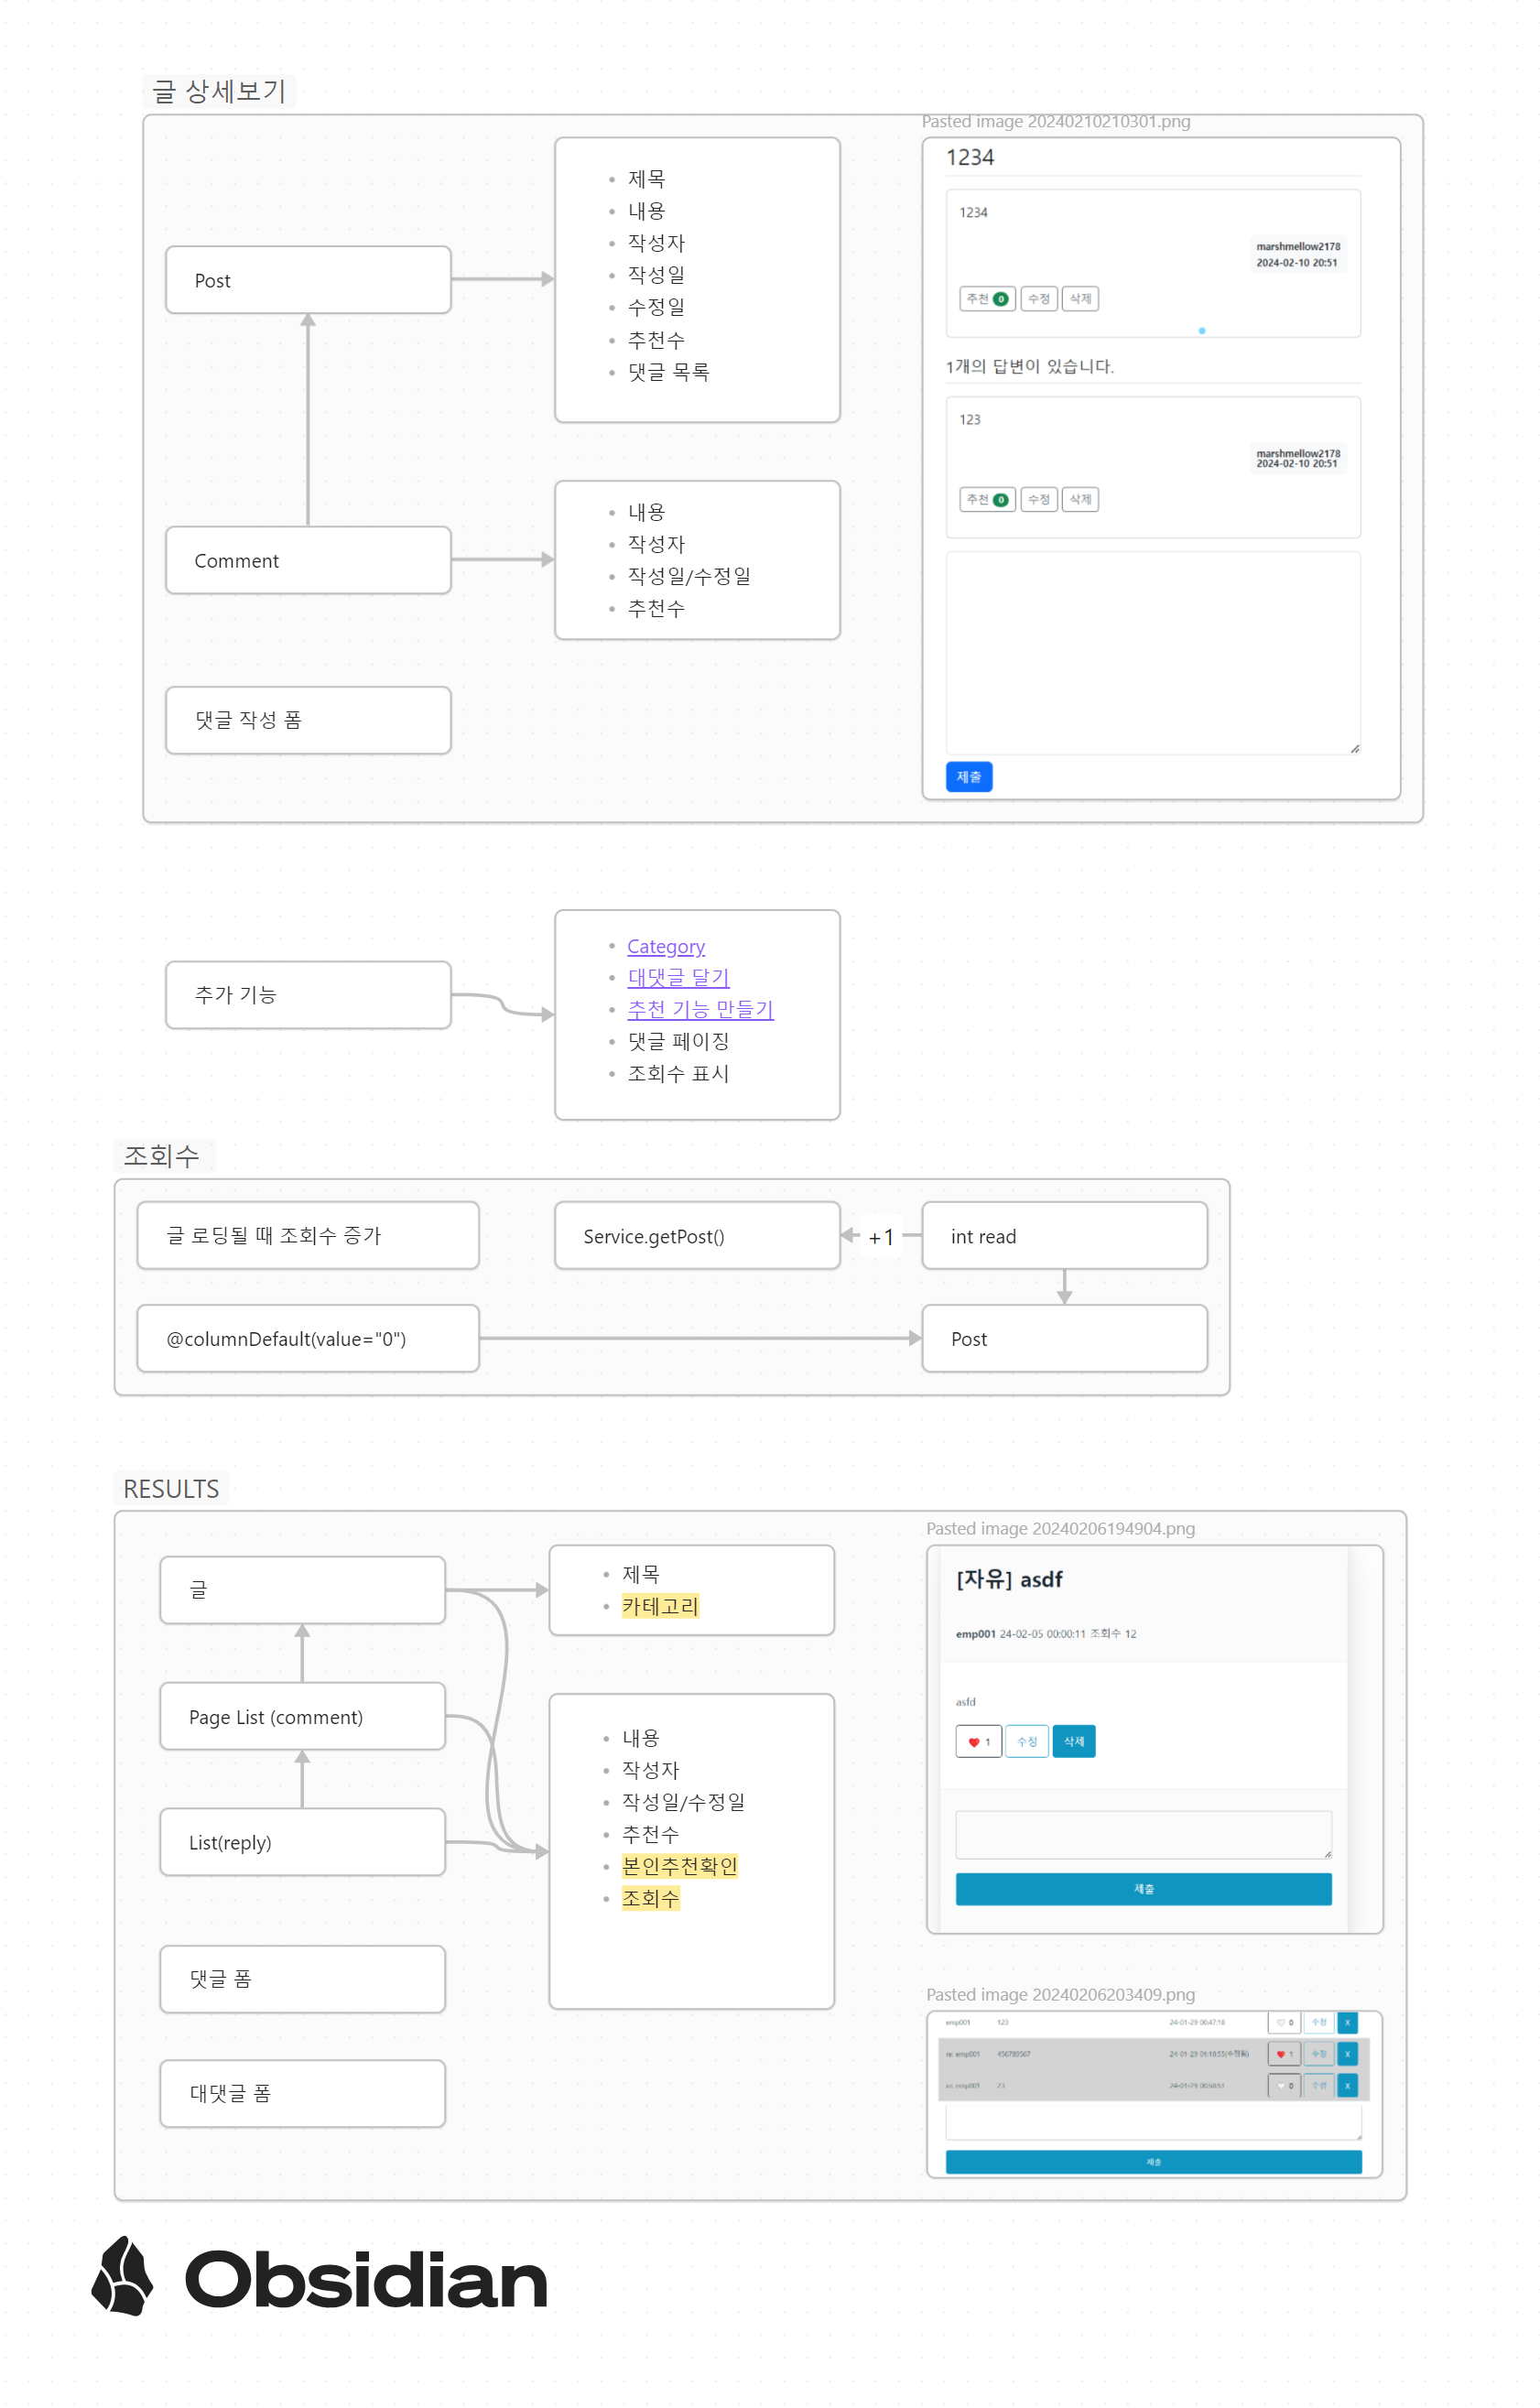 글 상세보기
Post
Comment
댓글 작성 폼
제목
내용
작성자
작성일
수정일
추천수
댓글 목록
내용
작성자
작성일/수정일
추천수
Pasted image 20240210210301.png
1234
1234
marshmellow2178
2024-02-10 20:51
추천 0 수정 삭제
1개의 답변이 있습니다.
123
marshmellow2178
2024-02-10 20:51
추천 0 수정 삭제
제출
추가 기능
Category
대댓글 달기
추천 기능 만들기
댓글 페이징
조회수 표시
조회수
글 로딩될 때 조회수 증가
Service.getPost()
+1
int read
@columnDefault(value="0")
Post
RESULTS
글
Page List (comment)
List(reply)
댓글 폼
대댓글 폼
제목
카테고리
내용
작성자
작성일/수정일
추천수
본인추천확인
조회수
Pasted image 20240206194904.png
[자유] asdf
emp001 24-02-05 00:00:11 조회수 12
asfd
1 수정 삭제
제출
Pasted image 20240206203409.png
emp001 123 24-01-29 00:47:18 0 수정 X
re: emp001 456789567 24-01-29 01:18:55(수정됨) 1 수정 X
re: emp001 23 0 수정 X
제출
Obsidian